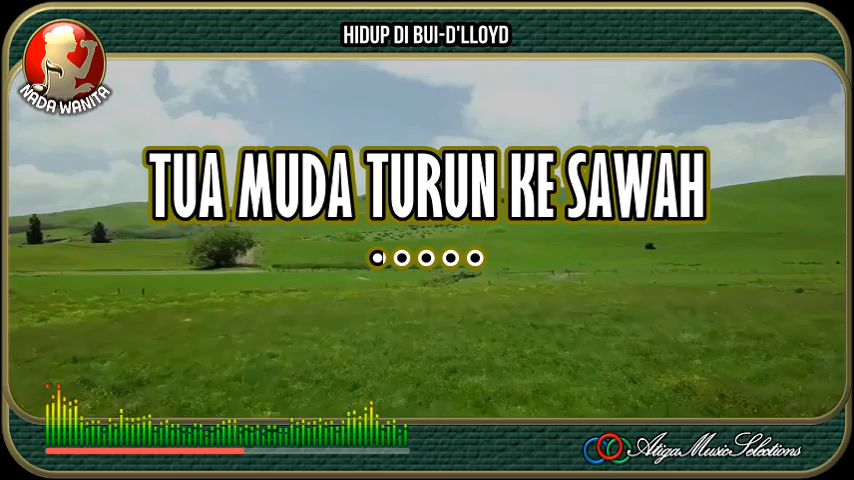 HIDUP DI BUI-D'LLOYD
NADA WANITA
TUA MUDA TURUN KE SAWAH
AtigaMusicSelections